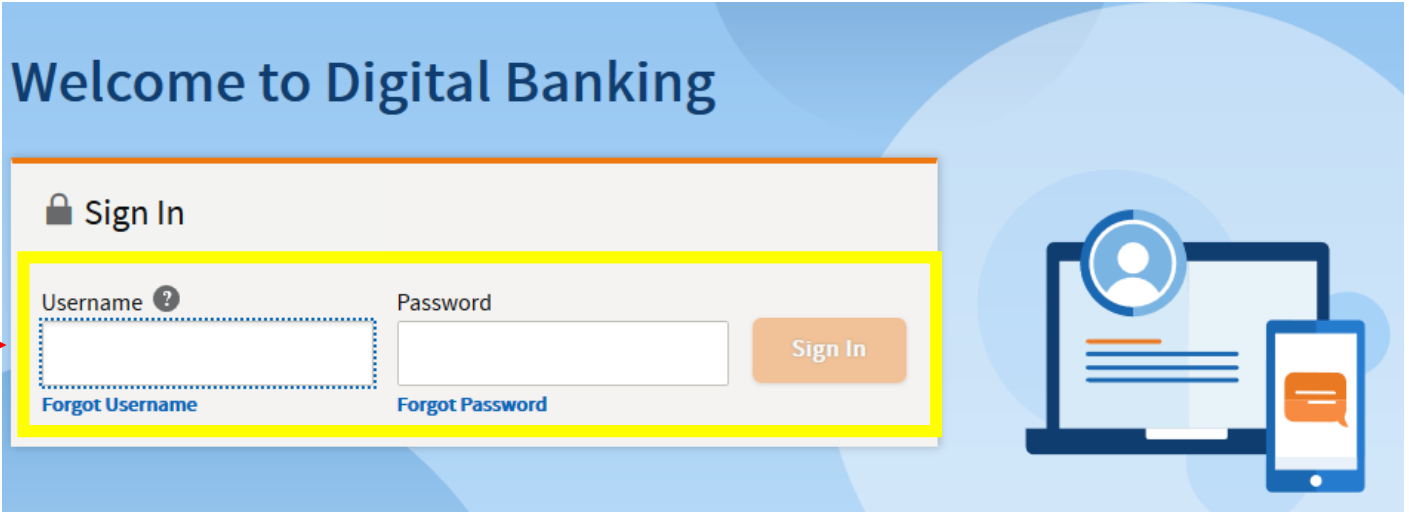 Welcome to Digital Banking
Sign In
Username ?
Password
Sign In
Forgot Username
Forgot Password